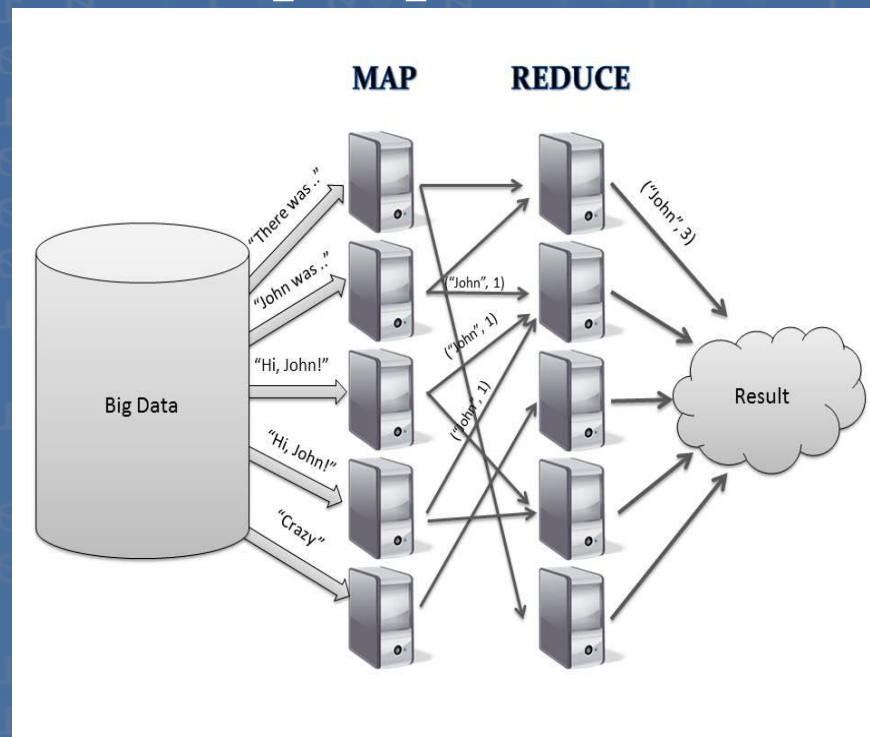 MAP
REDUCE
"There was .."
"John was .."
"Hi, John!"
"Hi, John!"
"Crazy"
("John", 1)
("John", 1)
("John", 1)
("John", 3)
Big Data
Result